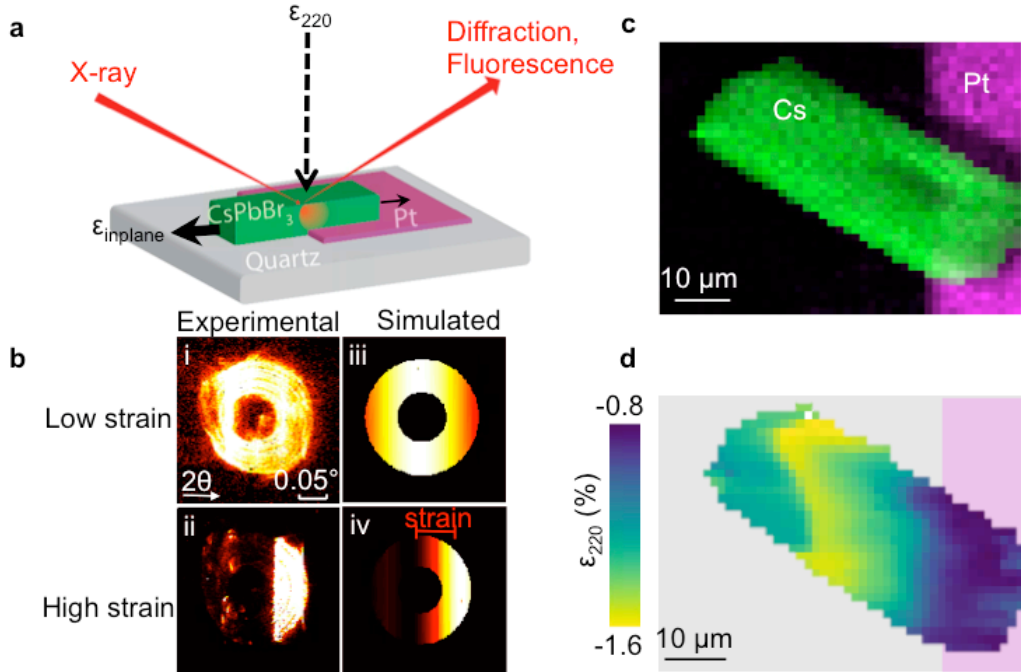 a
ε220
X-ray
Diffraction,
Fluorescence
CsPbBr3
Pt
εinplane
Quartz
b
Experimental
Simulated
Low strain
i
iii
2θ
0.05°
High strain
ii
iv
strain
c
Cs
Pt
10 μm
d
-0.8
ε220 (%)
-1.6
10 μm